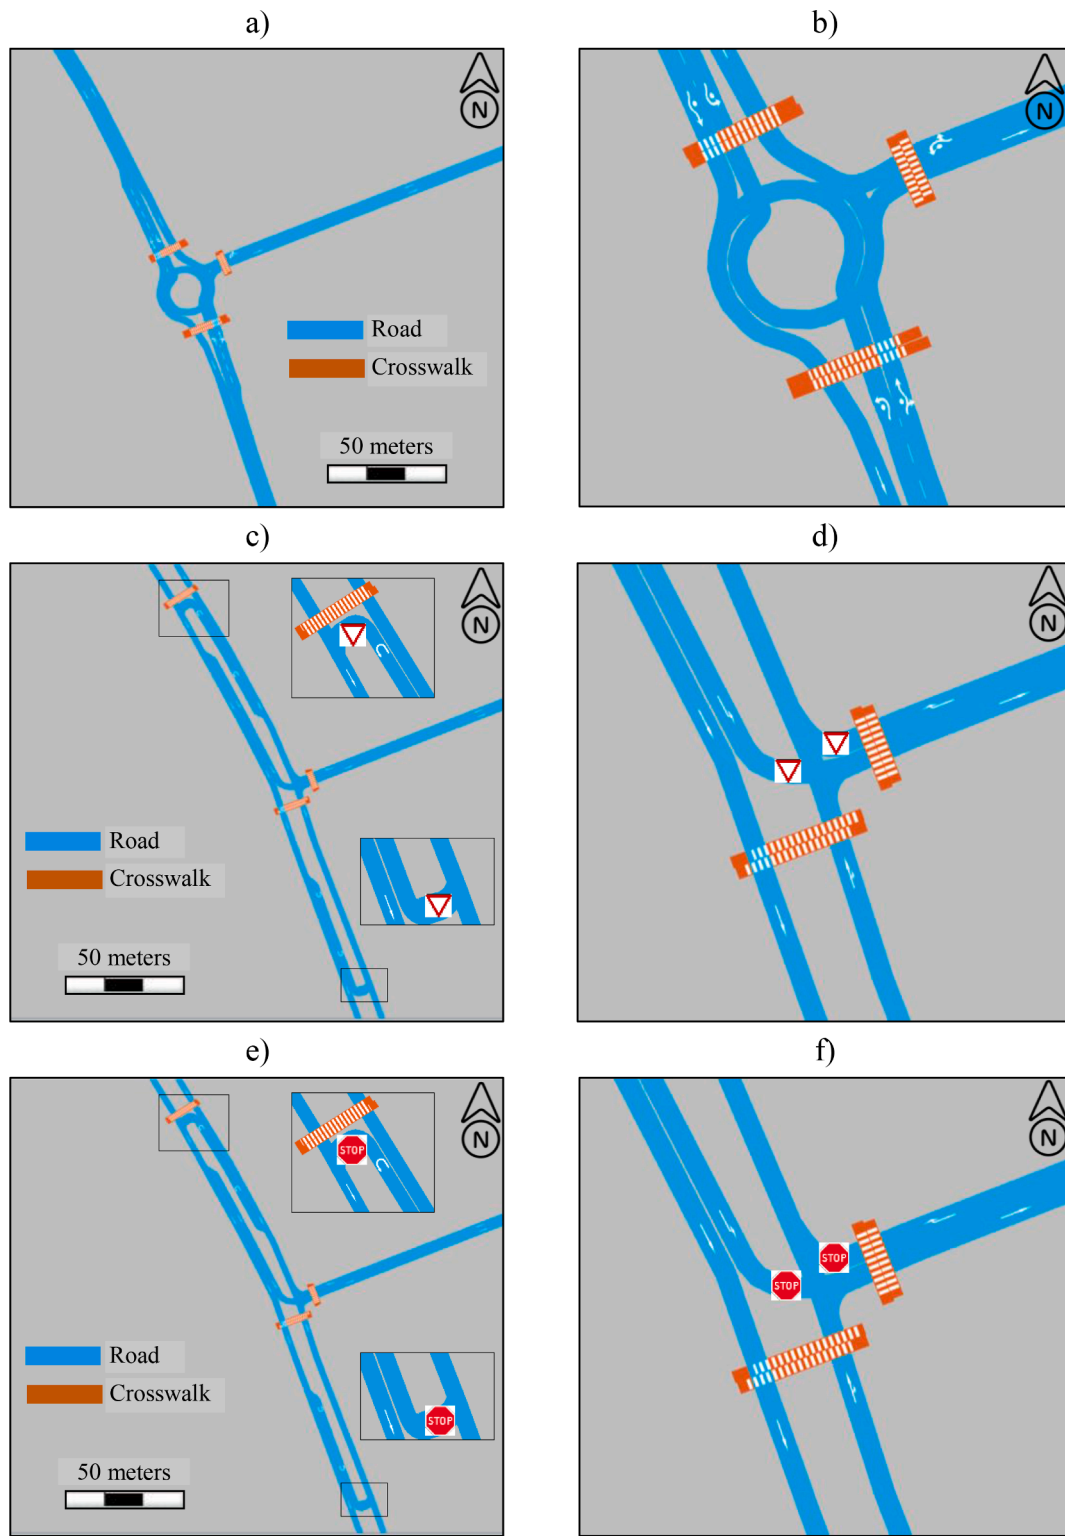 a)
b)
N
N
Road
Crosswalk
50 meters
c)
d)
N
N
Road
Crosswalk
50 meters
e)
f)
N
STOP
N
STOP
STOP
Road
Crosswalk
STOP
50 meters